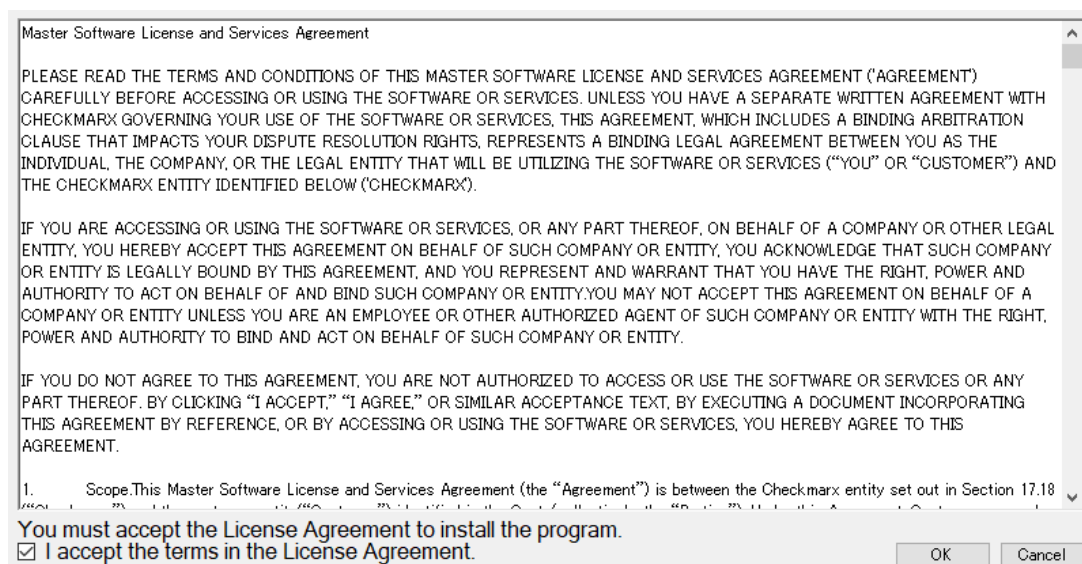 Master Software License and Services Agreement
PLEASE READ THE TERMS AND CONDITIONS OF THIS MASTER SOFTWARE LICENSE AND SERVICES AGREEMENT ('AGREEMENT')
CAREFULLY BEFORE ACCESSING OR USING THE SOFTWARE OR SERVICES. UNLESS YOU HAVE A SEPARATE WRITTEN AGREEMENT WITH
CHECKMARX GOVERNING YOUR USE OF THE SOFTWARE OR SERVICES, THIS AGREEMENT, WHICH INCLUDES A BINDING ARBITRATION
CLAUSE THAT IMPACTS YOUR DISPUTE RESOLUTION RIGHTS, REPRESENTS A BINDING LEGAL AGREEMENT BETWEEN YOU AS THE
INDIVIDUAL, THE COMPANY, OR THE LEGAL ENTITY THAT WILL BE UTILIZING THE SOFTWARE OR SERVICES (“YOU” OR “CUSTOMER”) AND
THE CHECKMARX ENTITY IDENTIFIED BELOW ('CHECKMARX').
IF YOU ARE ACCESSING OR USING THE SOFTWARE OR SERVICES, OR ANY PART THEREOF, ON BEHALF OF A COMPANY OR OTHER LEGAL
ENTITY, YOU HEREBY ACCEPT THIS AGREEMENT ON BEHALF OF SUCH COMPANY OR ENTITY, YOU ACKNOWLEDGE THAT SUCH COMPANY
OR ENTITY IS LEGALLY BOUND BY THIS AGREEMENT, AND YOU REPRESENT AND WARRANT THAT YOU HAVE THE RIGHT, POWER AND
AUTHORITY TO ACT ON BEHALF OF AND BIND SUCH COMPANY OR ENTITY.YOU MAY NOT ACCEPT THIS AGREEMENT ON BEHALF OF A
COMPANY OR ENTITY UNLESS YOU ARE AN EMPLOYEE OR OTHER AUTHORIZED AGENT OF SUCH COMPANY OR ENTITY WITH THE RIGHT,
POWER AND AUTHORITY TO BIND AND ACT ON BEHALF OF SUCH COMPANY OR ENTITY.
IF YOU DO NOT AGREE TO THIS AGREEMENT, YOU ARE NOT AUTHORIZED TO ACCESS OR USE THE SOFTWARE OR SERVICES OR ANY
PART THEREOF. BY CLICKING “I ACCEPT,” “I AGREE,” OR SIMILAR ACCEPTANCE TEXT, BY EXECUTING A DOCUMENT INCORPORATING
THIS AGREEMENT BY REFERENCE, OR BY ACCESSING OR USING THE SOFTWARE OR SERVICES, YOU HEREBY AGREE TO THIS
AGREEMENT.
1. Scope.This Master Software License and Services Agreement (the “Agreement”) is between the Checkmarx entity set out in Section 17.18
You must accept the License Agreement to install the program.
I accept the terms in the License Agreement.
OK Cancel